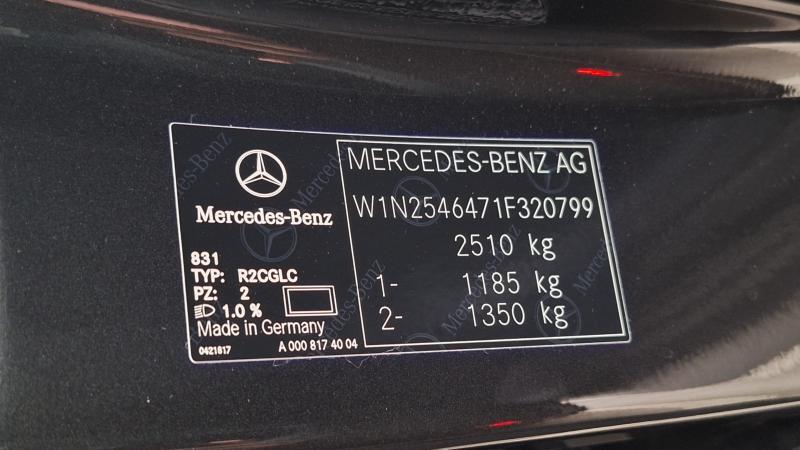 Mercedes-Benz
831
TYP: R2CGLC
PZ: 2
1.0 %
Made in Germany
0421817
A 000 817 40 04
MERCEDES-BENZ AG
W1N2546471F320799
2510 kg
1- 1185 kg
2- 1350 kg